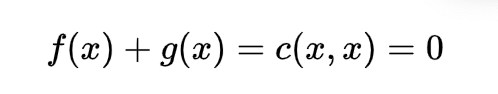 f(x) + g(x) = c(x, x) = 0